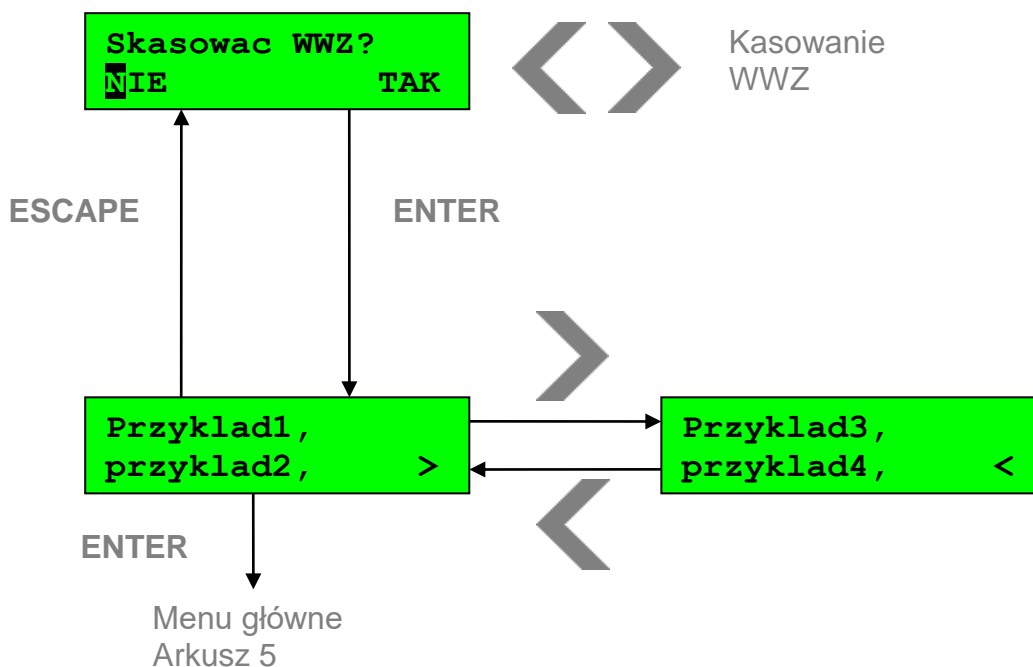 Skasowac WWZ?
NIE TAK
Kasowanie
WWZ
ESCAPE
ENTER
Przyklad1,
przyklad2, >
Przyklad3,
przyklad4, <
ENTER
Menu główne
Arkusz 5